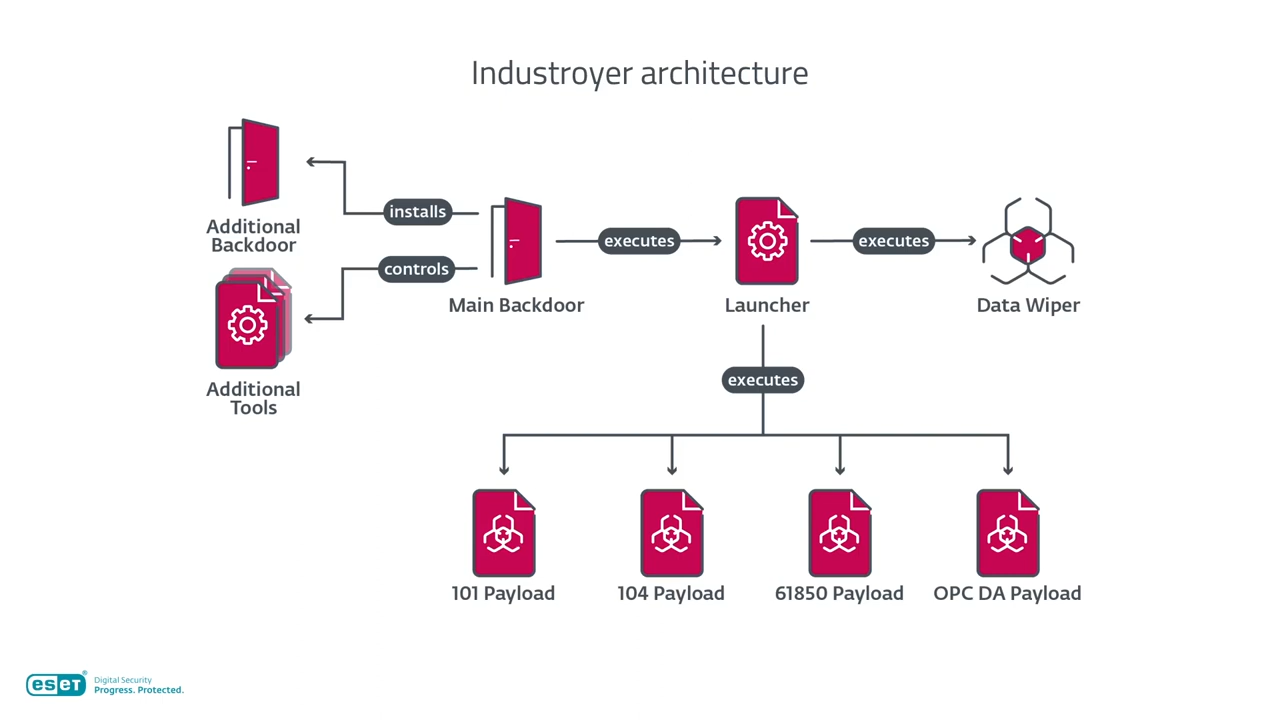 Industroyer architecture
Additional
Backdoor
installs
controls
Additional
Tools
Main Backdoor
executes
Launcher
executes
Data Wiper
executes
101 Payload
104 Payload
61850 Payload
OPC DA Payload
eset®
Digital Security
Progress. Protected.